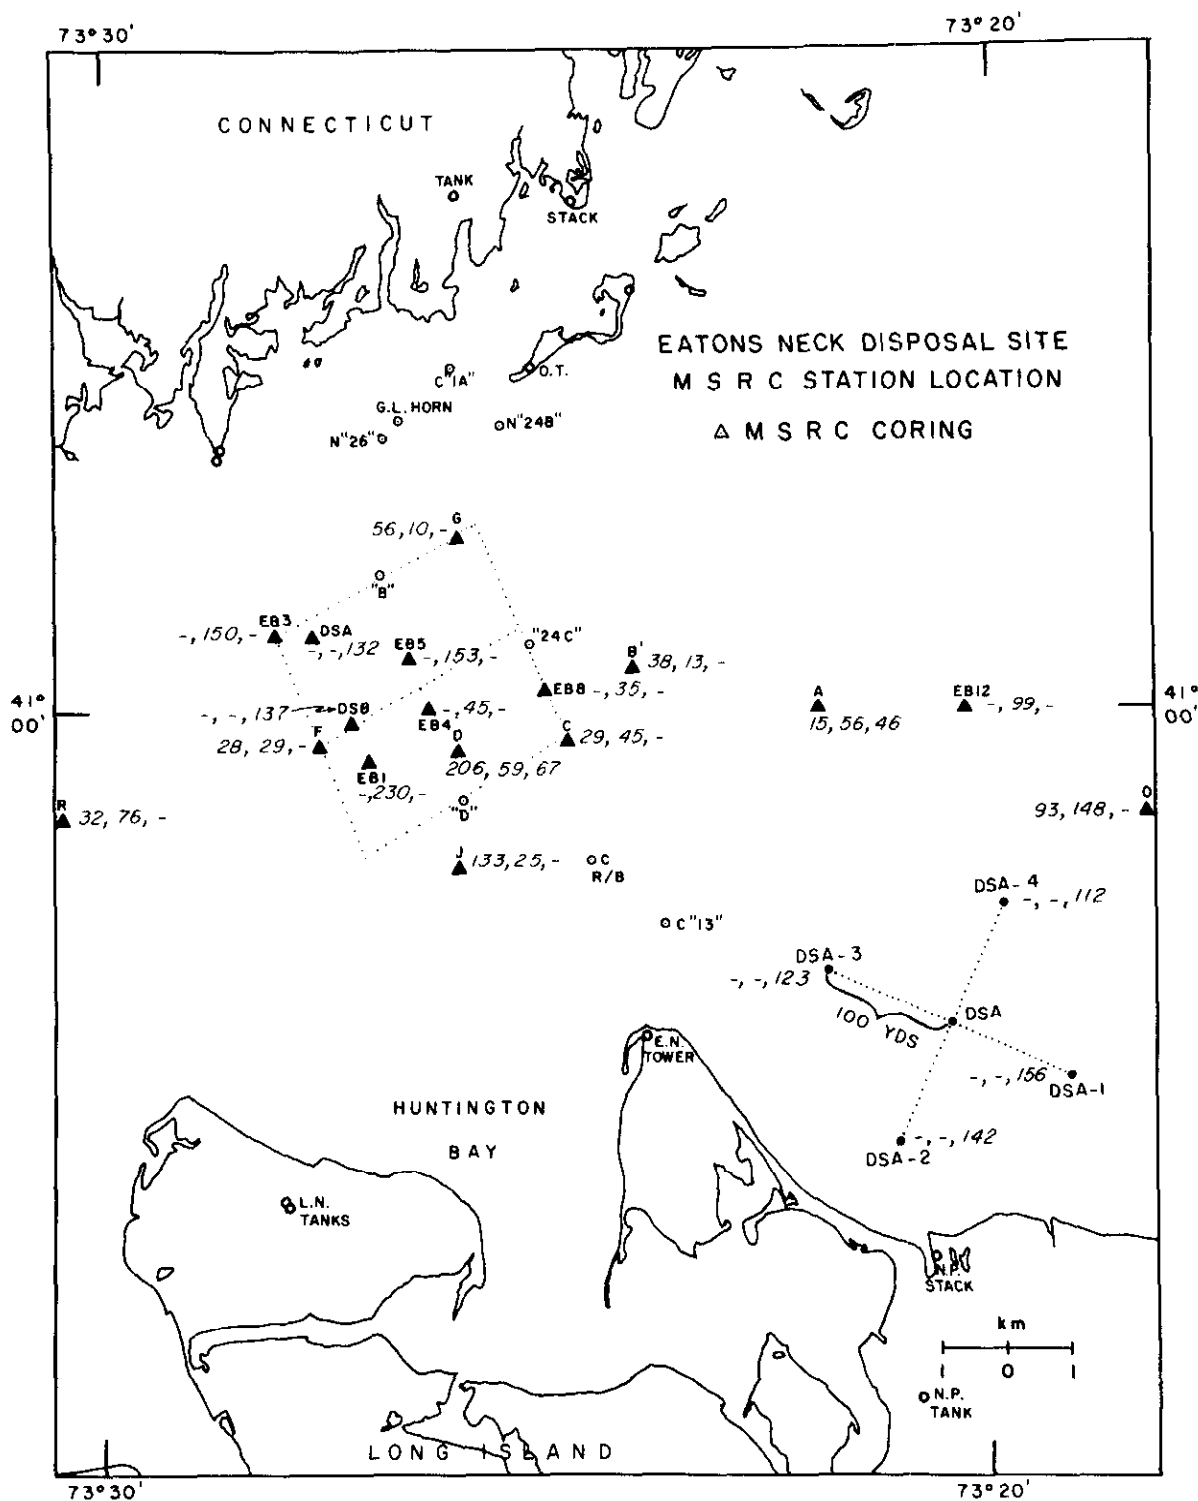 73° 30'
73° 20'
CONNECTICUT
TANK
STACK
EATONS NECK DISPOSAL SITE
M S R C STATION LOCATION
△ M S R C CORING
C "1A"
O.T.
G.L. HORN
N"26"
N"24B"
G
56, 10, -
"B"
EB3
-, 150, -
DSA
-, -, 132
EB5
-, 153, -
"24C"
B'
38, 13, -
EB8 -, 35, -
A
15, 56, 46
EB12
-, 99, -
41° 00'
41° 00'
-, -, 137
DSB
EB4
-, 45, -
F
28, 29, -
D
206, 59, 67
C
29, 45, -
EB1
-, 230, -
"D"
R
32, 76, -
O
93, 148, -
J
133, 25, -
C
R/B
C "13"
DSA-4
-, -, 112
DSA-3
-, -, 123
100 YDS
DSA
-, -, 156
DSA-1
-, -, 142
DSA-2
E.N.
TOWER
HUNTINGTON
BAY
L.N.
TANKS
N.P.
STACK
km
1 0 1
N.P.
TANK
LONG ISLAND
73° 30'
73° 20'